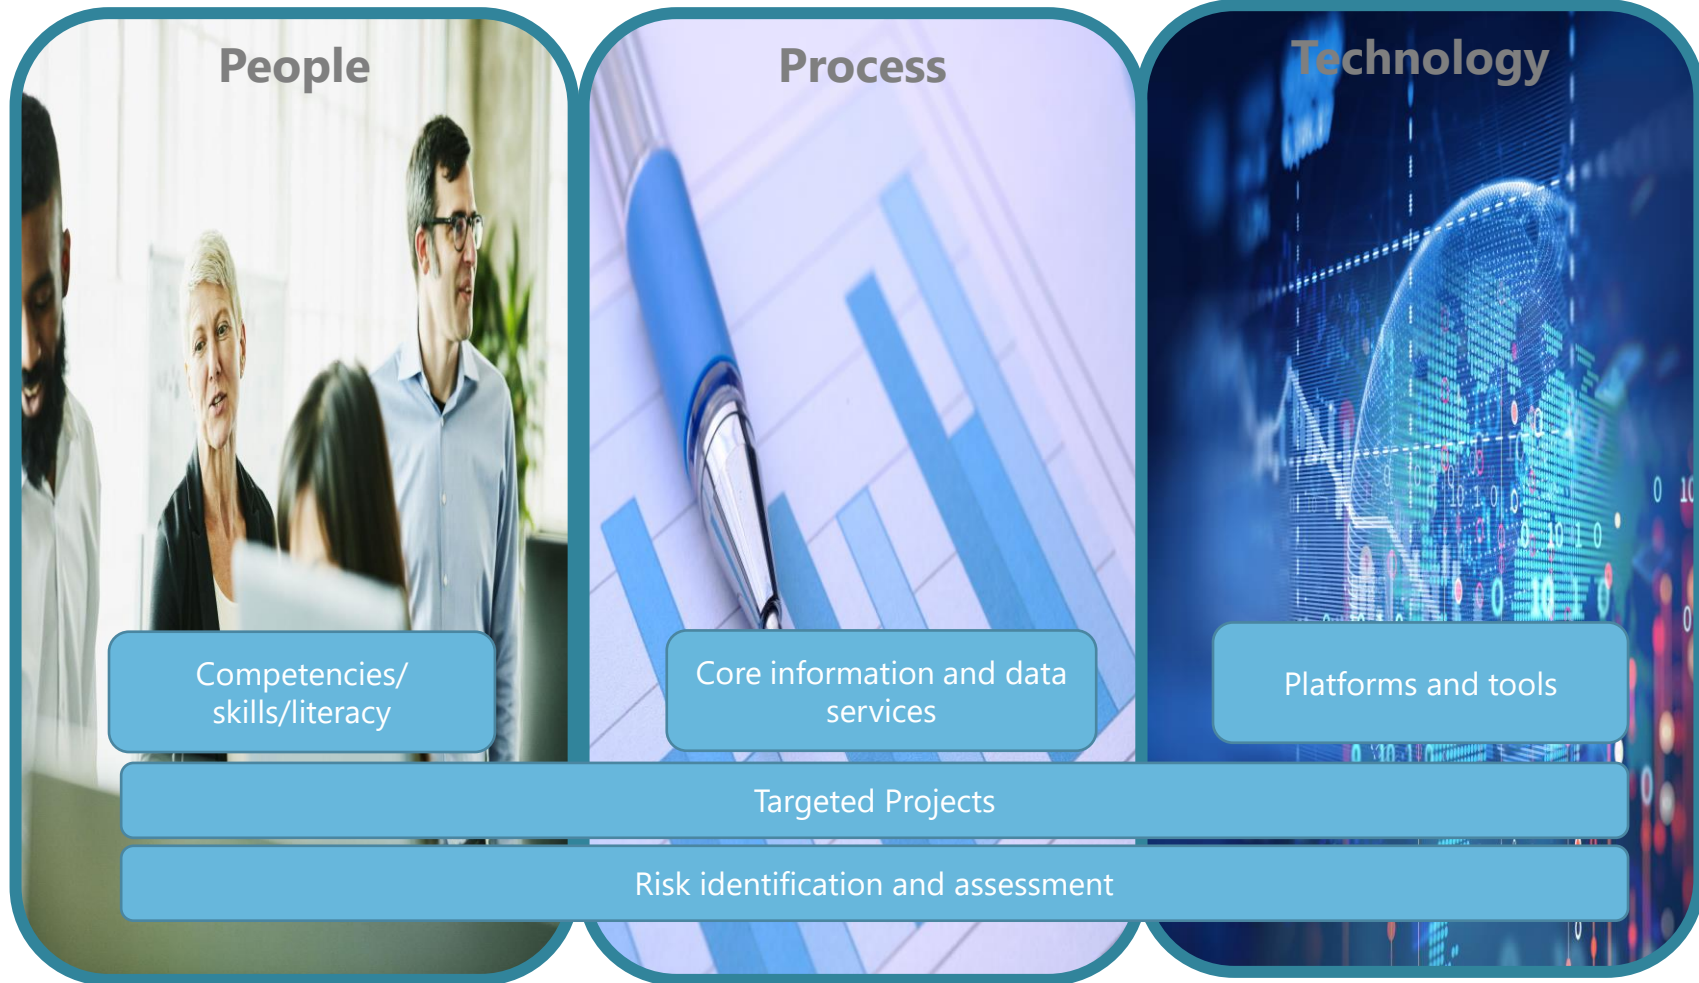 People
Process
Technology
Competencies/
skills/literacy
Core information and data
services
Platforms and tools
Targeted Projects
Risk identification and assessment